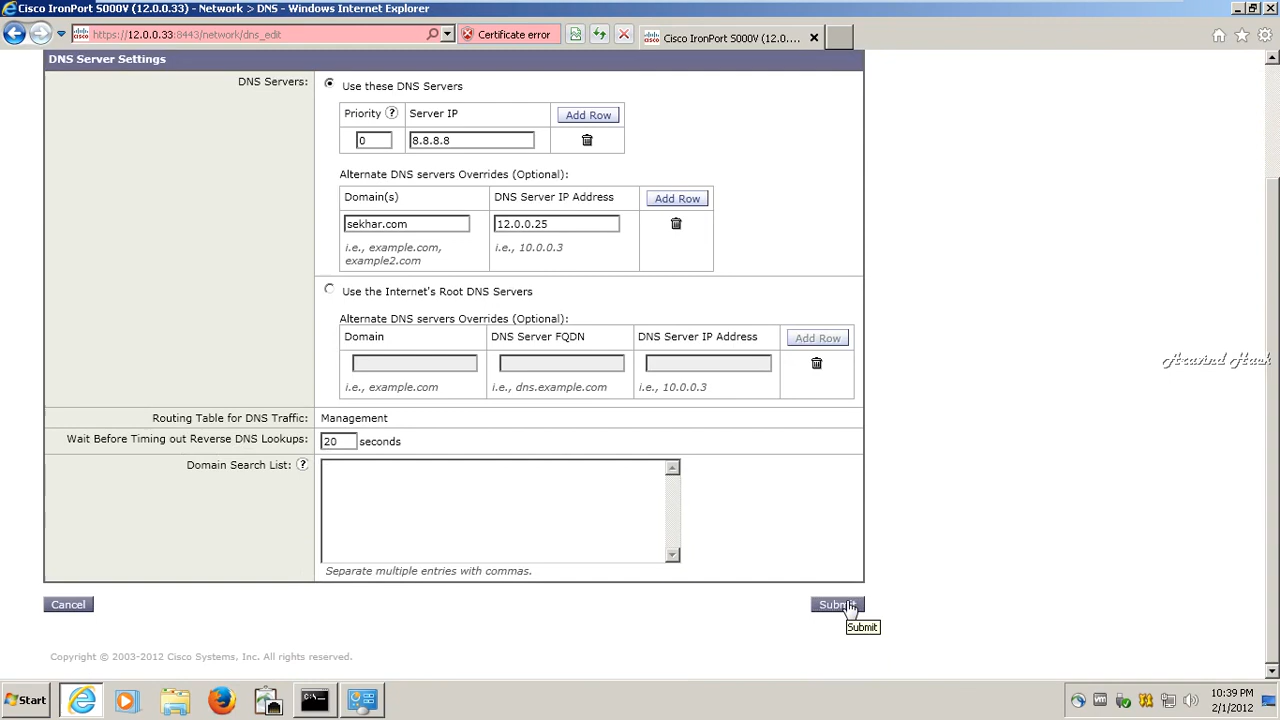 Cisco IronPort 5000V (12.0.0.33) - Network > DNS - Windows Internet Explorer
https://12.0.0.33:8443/network/dns_edit
Certificate error
Cisco IronPort 5000V (12.0....
DNS Server Settings
DNS Servers:
Use these DNS Servers
Priority ? Server IP Add Row
0 8.8.8.8
Alternate DNS servers Overrides (Optional):
Domain(s) DNS Server IP Address Add Row
sekhar.com 12.0.0.25
i.e., example.com, i.e., 10.0.0.3
example2.com
Use the Internet's Root DNS Servers
Alternate DNS servers Overrides (Optional):
Domain DNS Server FQDN DNS Server IP Address Add Row
i.e., example.com i.e., dns.example.com i.e., 10.0.0.3
Aravind Hack
Routing Table for DNS Traffic: Management
Wait Before Timing out Reverse DNS Lookups: 20 seconds
Domain Search List: ?
Separate multiple entries with commas.
Cancel Submit
Submit
Copyright © 2003-2012 Cisco Systems, Inc. All rights reserved.
Start
10:39 PM
2/1/2012